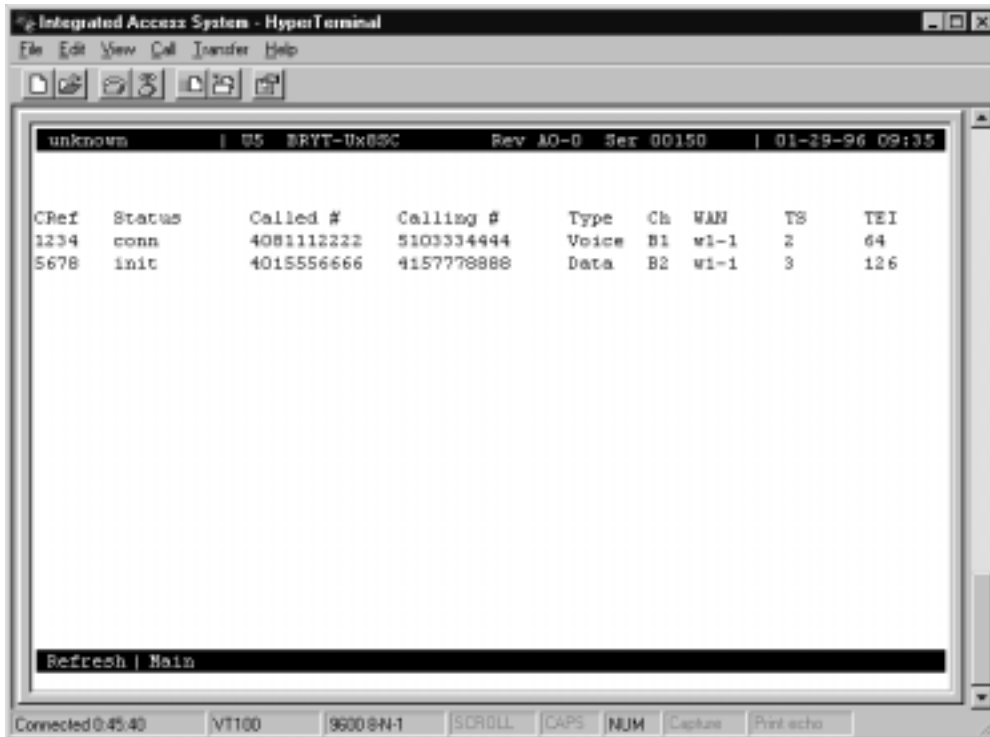 Integrated Access System - HyperTerminal
File Edit View Call Transfer Help
unknown | U5 BRYT-Ux8SC Rev A0-0 Ser 00150 | 01-29-96 09:35
CRef Status Called # Calling # Type Ch WAN TS TEI
1234 conn 4081112222 5103334444 Voice B1 w1-1 2 64
5678 init 4015556666 4157778888 Data B2 w1-1 3 126
Refresh | Main
Connected 0:45:40 VT100 9600 8-N-1 SCROLL CAPS NUM Capture Print echo